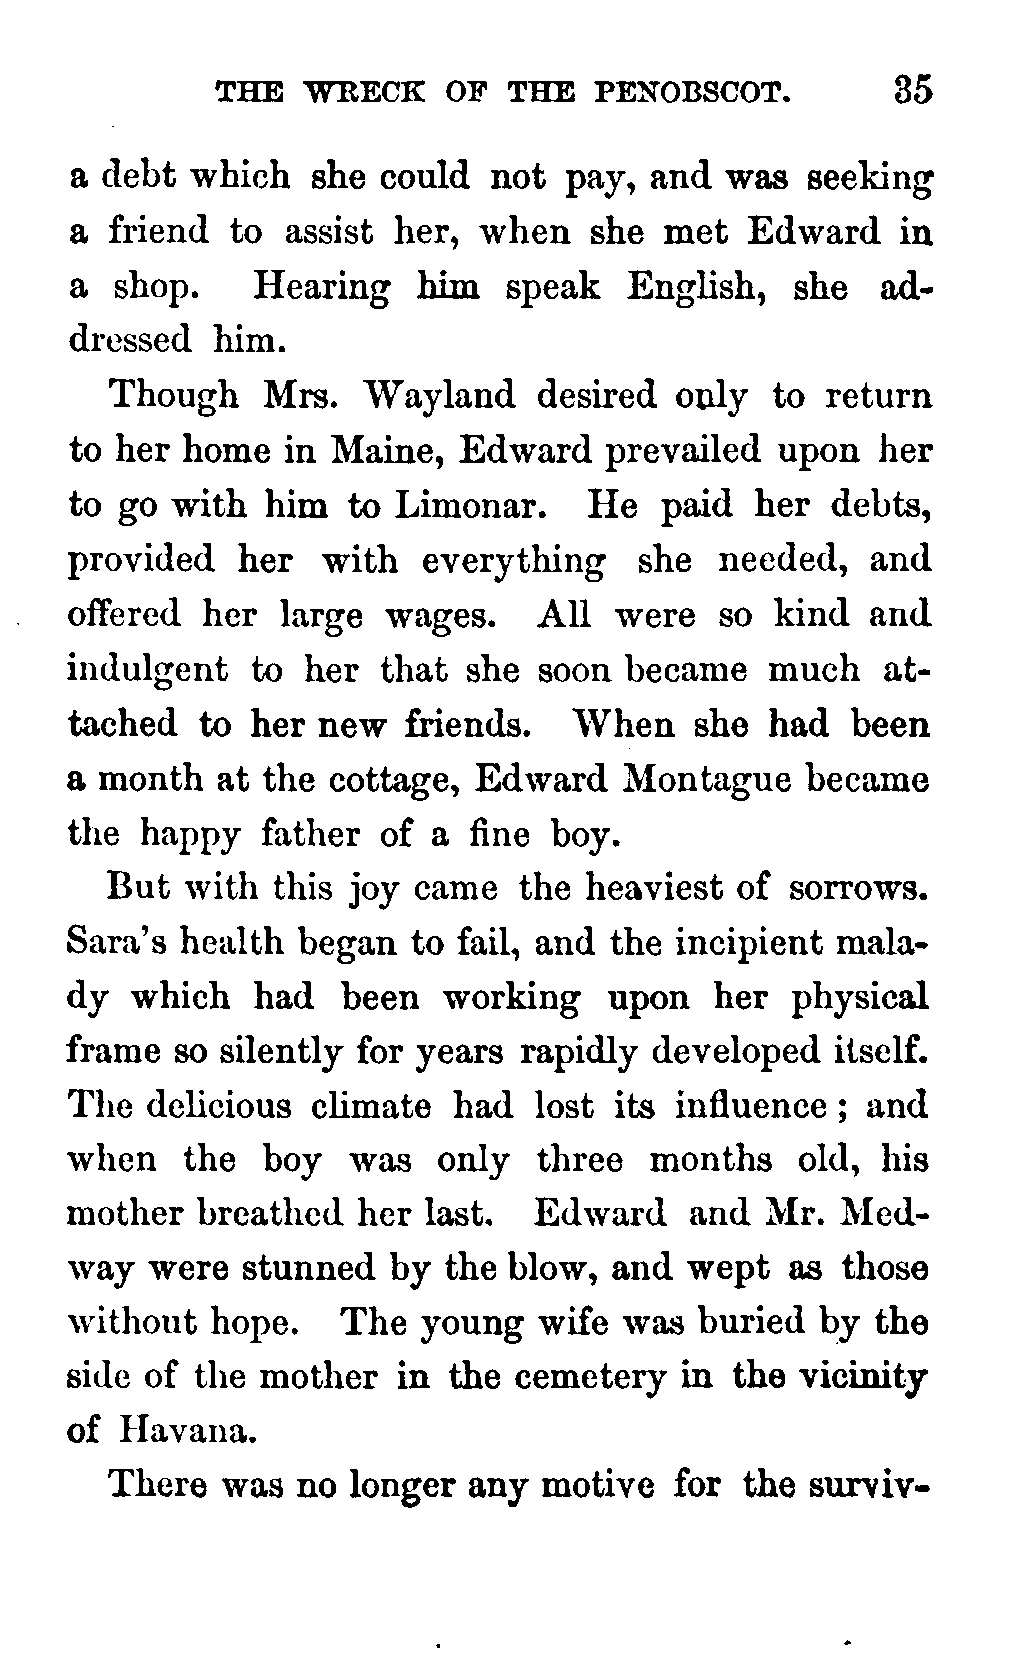 THE WRECK OF THE PENOBSCOT. 35
a debt which she could not pay, and was seeking
a friend to assist her, when she met Edward in
a shop. Hearing him speak English, she ad-
dressed him.
Though Mrs. Wayland desired only to return
to her home in Maine, Edward prevailed upon her
to go with him to Limonar. He paid her debts,
provided her with everything she needed, and
offered her large wages. All were so kind and
indulgent to her that she soon became much at-
tached to her new friends. When she had been
a month at the cottage, Edward Montague became
the happy father of a fine boy.
But with this joy came the heaviest of sorrows.
Sara's health began to fail, and the incipient mala-
dy which had been working upon her physical
frame so silently for years rapidly developed itself.
The delicious climate had lost its influence ; and
when the boy was only three months old, his
mother breathed her last. Edward and Mr. Med-
way were stunned by the blow, and wept as those
without hope. The young wife was buried by the
side of the mother in the cemetery in the vicinity
of Havana.
There was no longer any motive for the surviv-